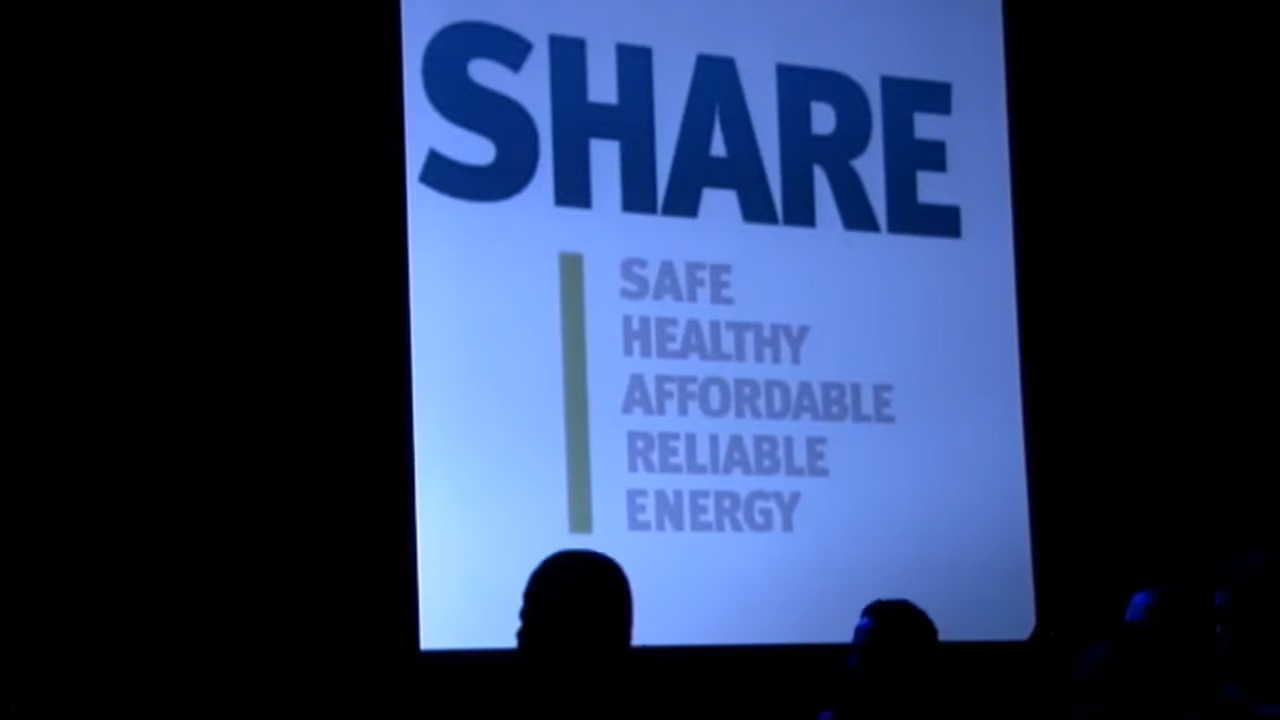 SHARE
SAFE
HEALTHY
AFFORDABLE
RELIABLE
ENERGY